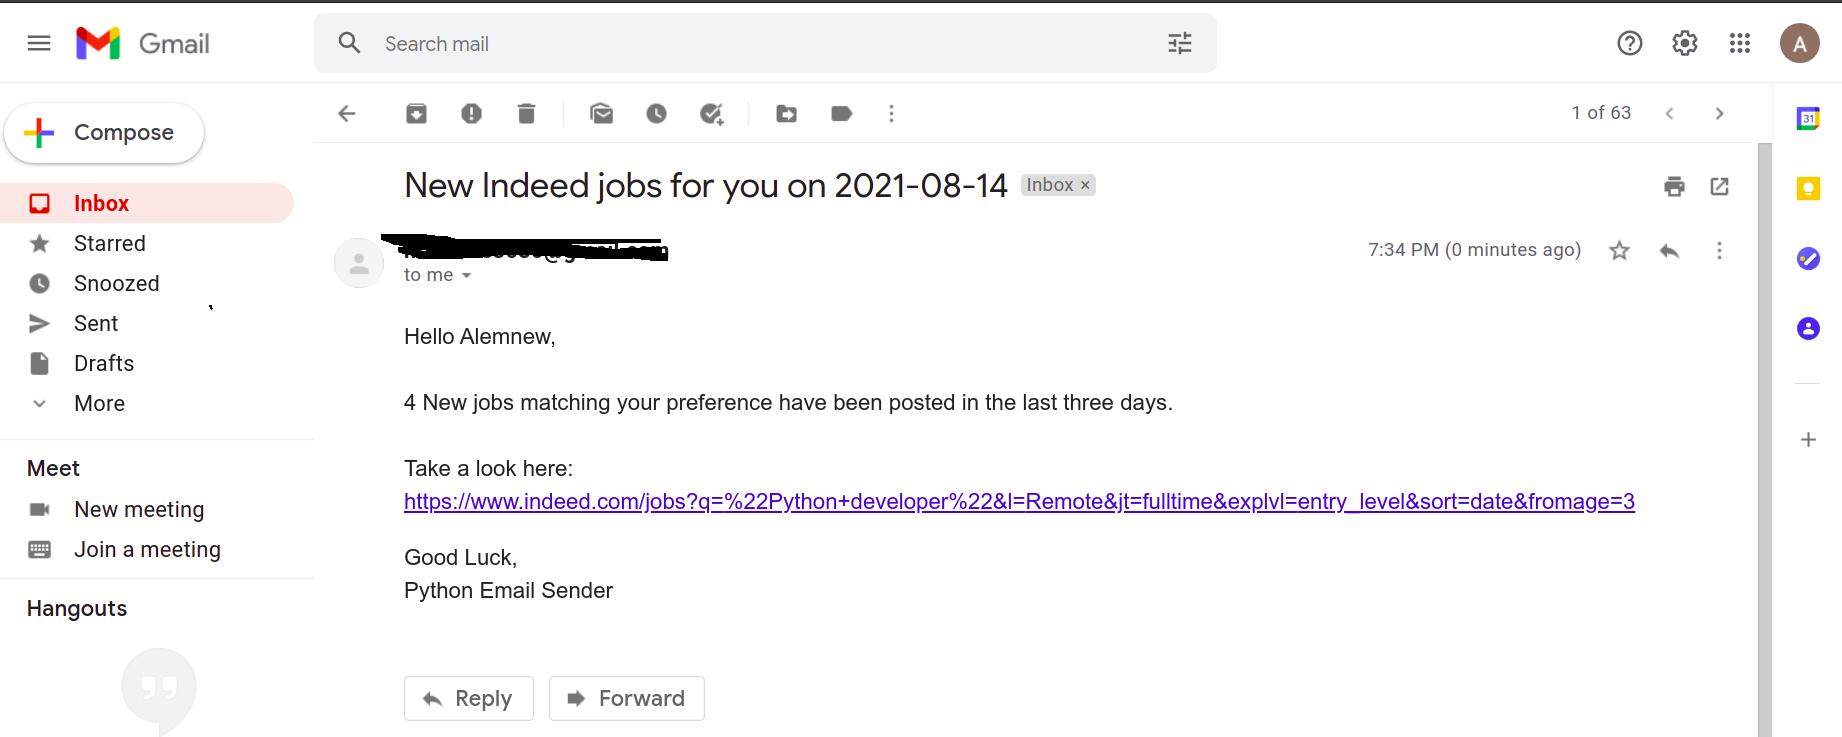 Gmail
Search mail
A
Compose
1 of 63
31
Inbox
Starred
Snoozed
Sent
Drafts
More
Meet
New meeting
Join a meeting
Hangouts
New Indeed jobs for you on 2021-08-14 Inbox ×
7:34 PM (0 minutes ago)
to me
Hello Alemnew,
4 New jobs matching your preference have been posted in the last three days.
Take a look here:
https://www.indeed.com/jobs?q=%22Python+developer%22&l=Remote&jt=fulltime&explvl=entry_level&sort=date&fromage=3
Good Luck,
Python Email Sender
Reply
Forward